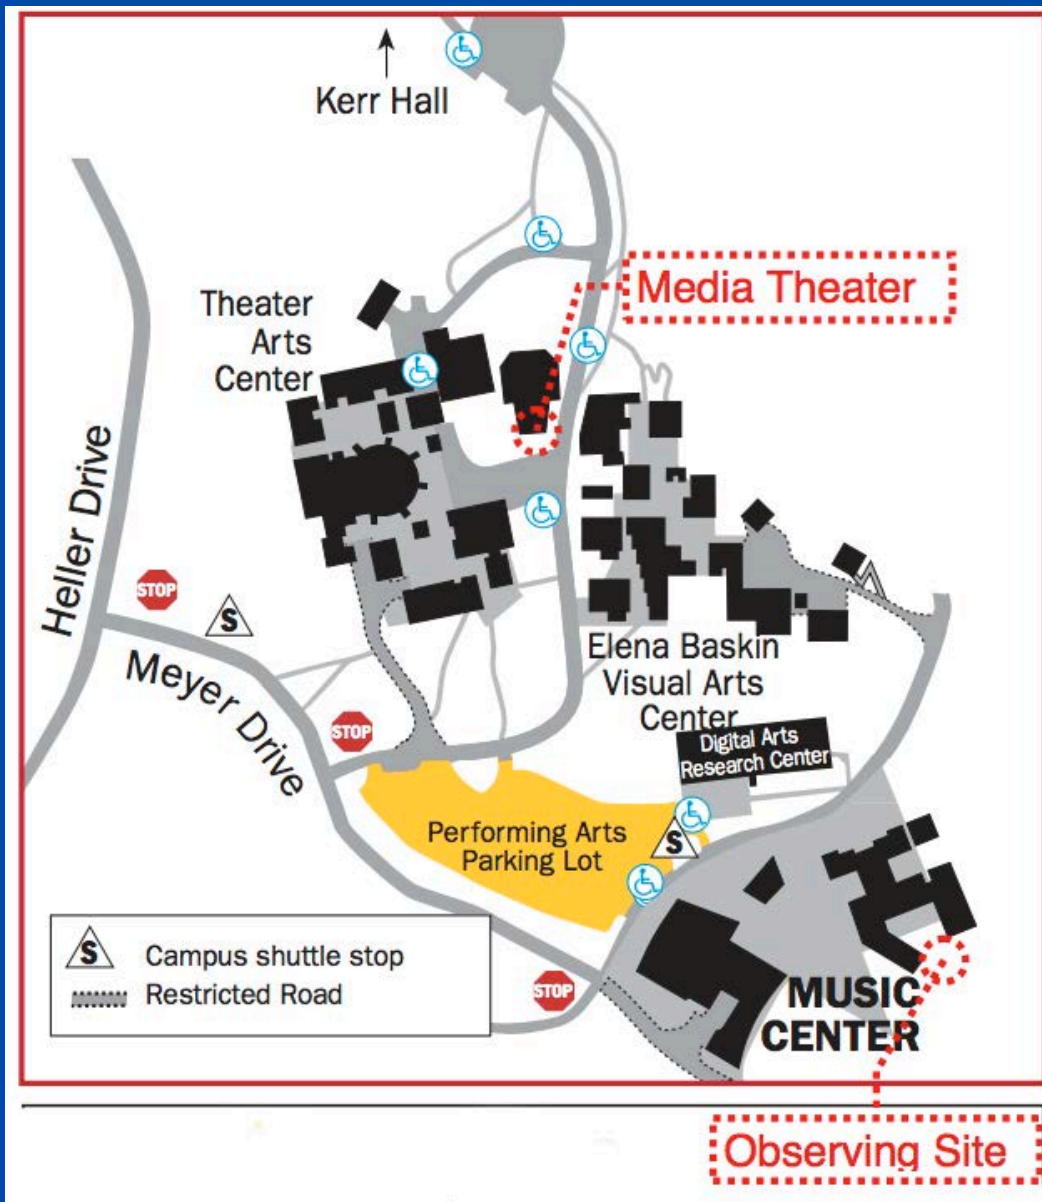 Kerr Hall
Media Theater
Theater
Arts
Center
Heller Drive
STOP
S
Meyer Drive
STOP
Elena Baskin
Visual Arts
Center
Digital Arts
Research Center
Performing Arts
Parking Lot
S
S Campus shuttle stop
Restricted Road
STOP
MUSIC
CENTER
Observing Site